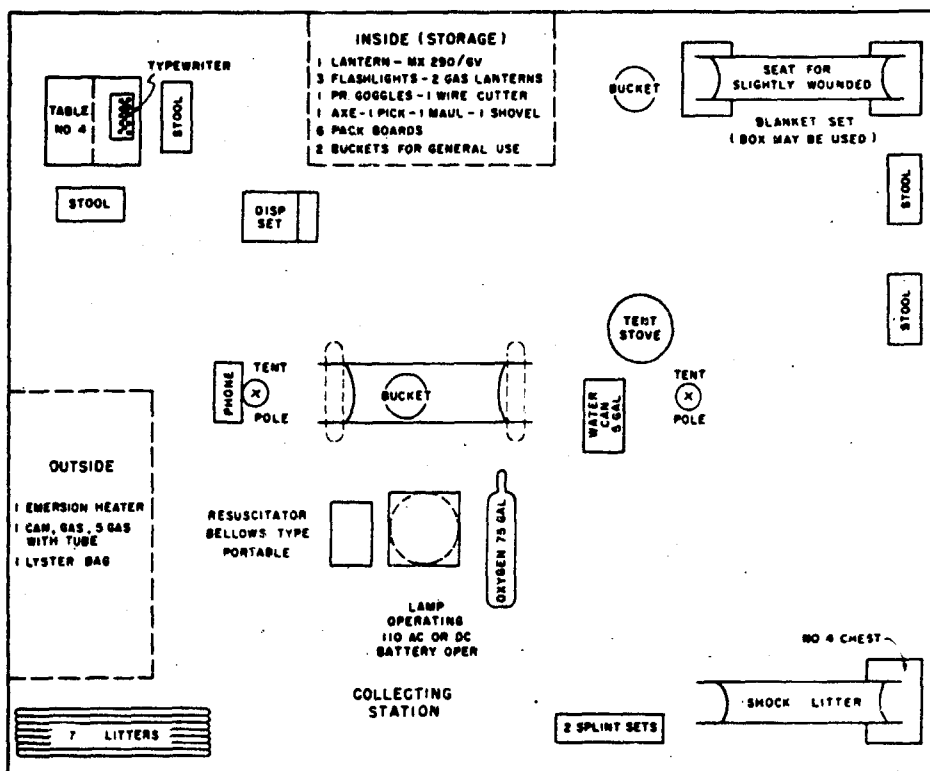 INSIDE (STORAGE)
1 LANTERN - MX 290/6V
3 FLASHLIGHTS - 2 GAS LANTERNS
1 PR. GOGGLES - 1 WIRE CUTTER
1 AXE - 1 PICK - 1 MAUL - 1 SHOVEL
6 PACK BOARDS
2 BUCKETS FOR GENERAL USE
TYPEWRITER
TABLE
NO 4
STOOL
STOOL
DISP
SET
BUCKET
SEAT FOR
SLIGHTLY WOUNDED
BLANKET SET
(BOX MAY BE USED)
STOOL
STOOL
TENT
STOVE
PHONE
TENT
X
POLE
BUCKET
WATER
CAN
5 GAL
TENT
X
POLE
OUTSIDE
1 EMERSION HEATER
1 CAN, GAS, 5 GAS
WITH TUBE
1 LYSTER BAG
RESUSCITATOR
BELLOWS TYPE
PORTABLE
OXYGEN 75 GAL
LAMP
OPERATING
110 AC OR DC
BATTERY OPER
COLLECTING
STATION
NO 4 CHEST
SHOCK LITTER
2 SPLINT SETS
7 LITTERS